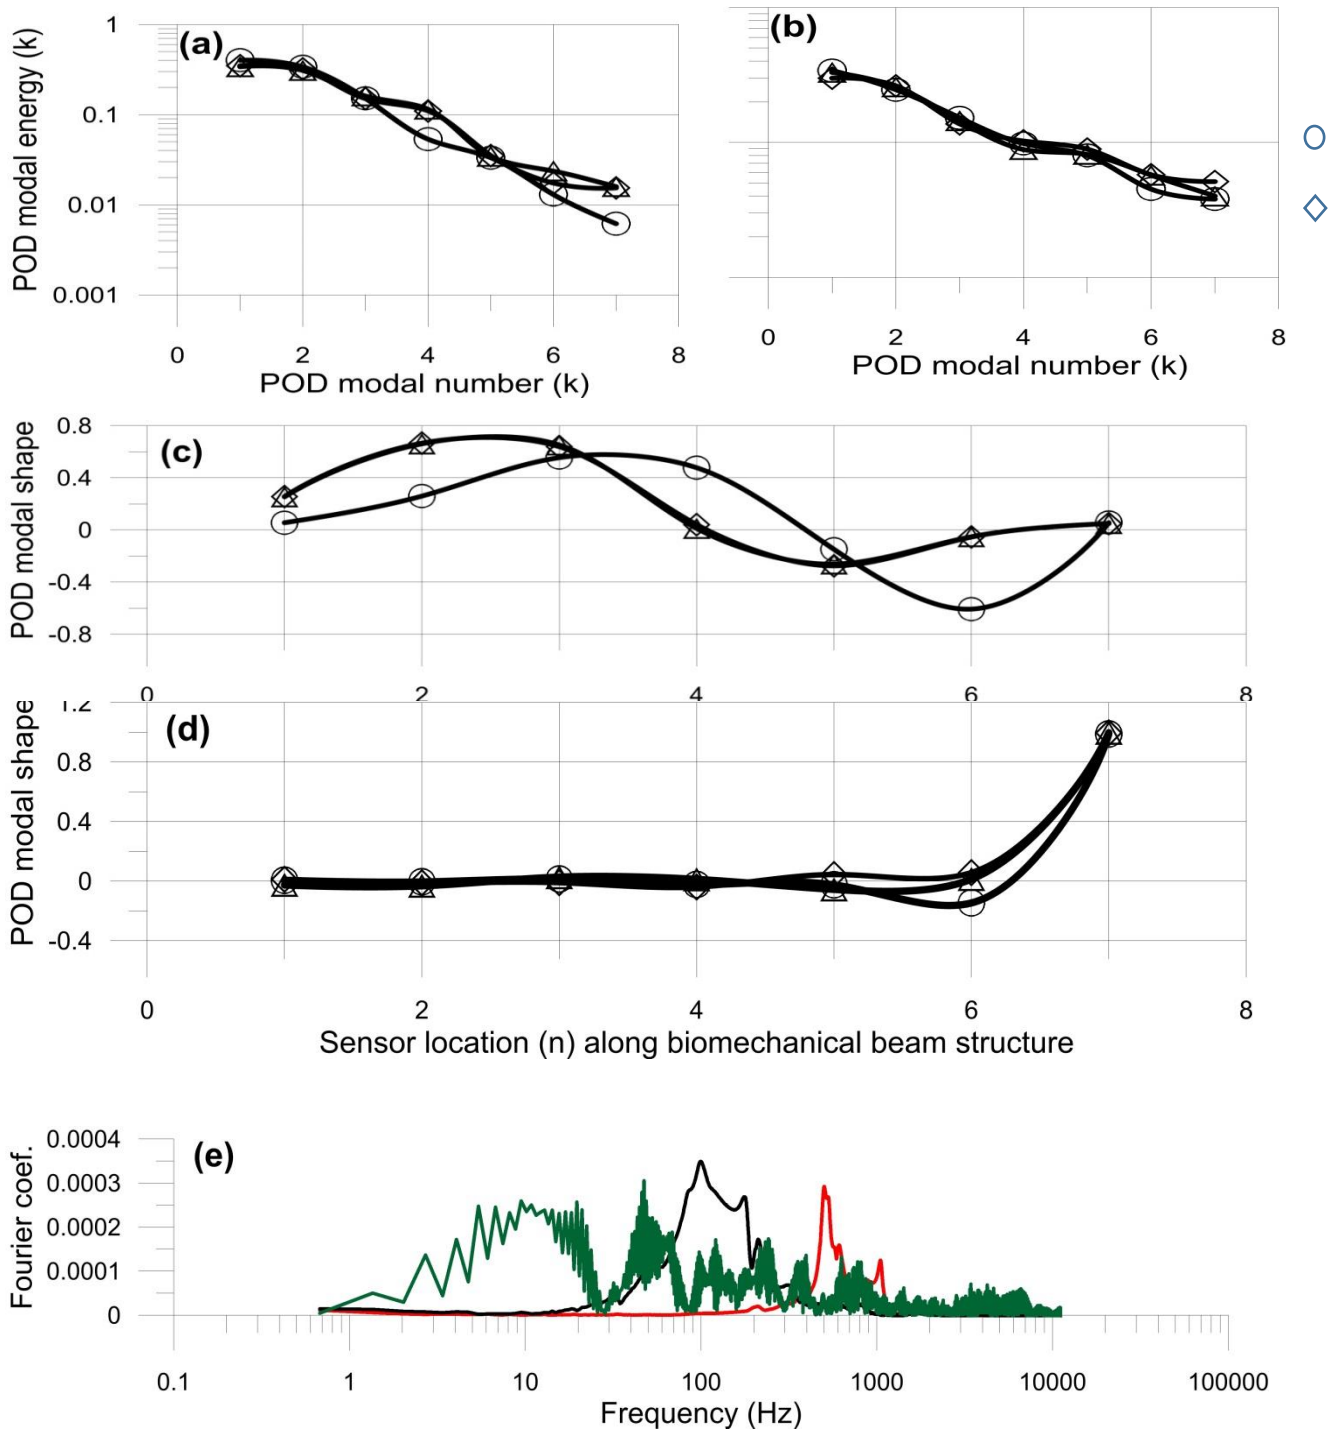 (a)
POD modal energy (k)
1
0.1
0.01
0.001
0 2 4 6 8
POD modal number (k)
(b)
0 2 4 6 8
POD modal number (k)
(c)
POD modal shape
0.8
0.4
0
-0.4
-0.8
0 2 4 6 8
(d)
POD modal shape
1.2
0.8
0.4
0
-0.4
0 2 4 6 8
Sensor location (n) along biomechanical beam structure
(e)
Fourier coef.
0.0004
0.0003
0.0002
0.0001
0
0.1 1 10 100 1000 10000 100000
Frequency (Hz)